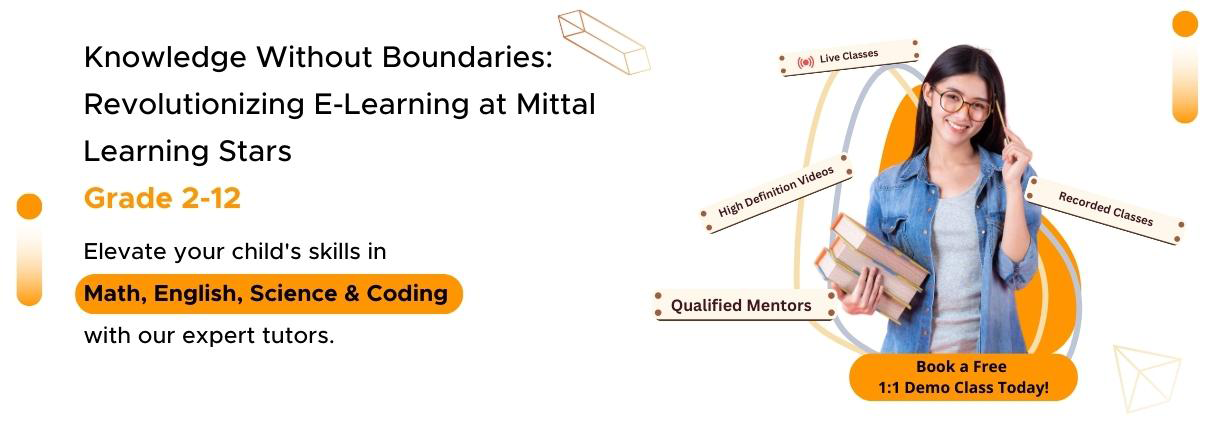 Knowledge Without Boundaries:
Revolutionizing E-Learning at Mittal
Learning Stars
Grade 2-12
Elevate your child's skills in
Math, English, Science & Coding
with our expert tutors.
Live Classes
High Definition Videos
Recorded Classes
Qualified Mentors
Book a Free
1:1 Demo Class Today!